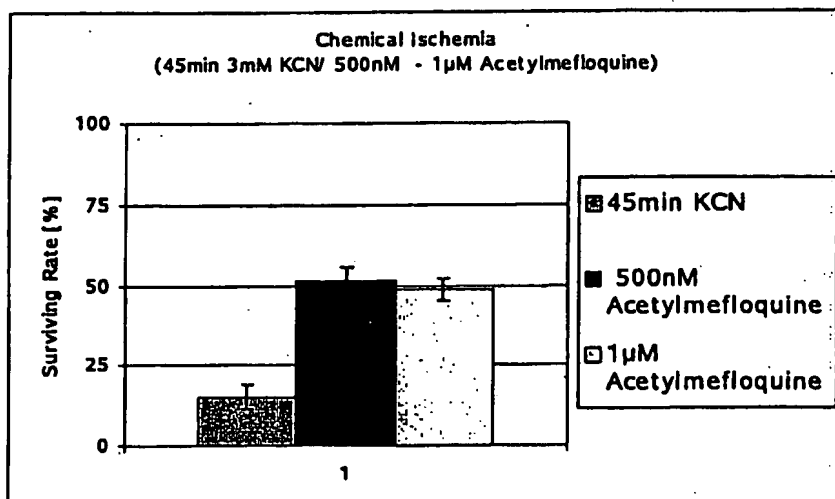 Chemical Ischemia
(45min 3mM KCN/ 500nM - 1µM Acetylmefloquine)
100
75
50
25
0
Surviving Rate [%]
1
45min KCN
500nM
Acetylmefloquine
1µM
Acetylmefloquine